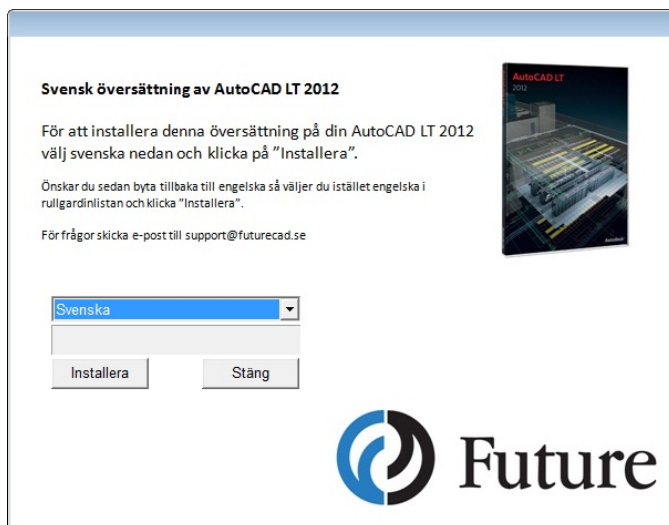 Svensk översättning av AutoCAD LT 2012
För att installera denna översättning på din AutoCAD LT 2012
välj svenska nedan och klicka på ”Installera”.
Önskar du sedan byta tillbaka till engelska så väljer du istället engelska i
rullgardinlistan och klicka ”Installera”.
För frågor skicka e-post till support@futurecad.se
AutoCAD LT
2012
Autodesk
Svenska
Installera
Stäng
Future